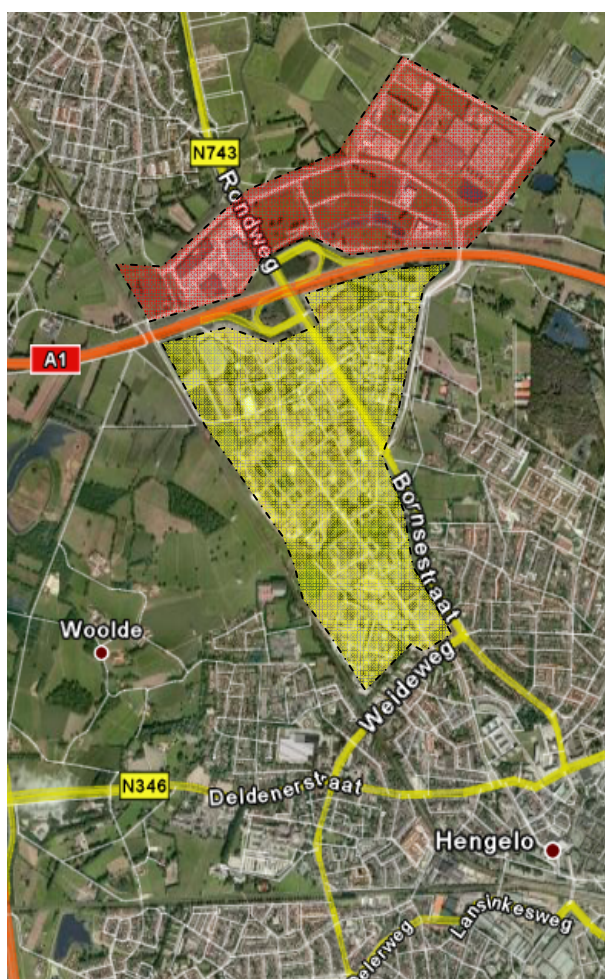 N743
Rondweg
A1
Bornsestraat
Woolde
Weideweg
N346
Deldenerstraat
Hengelo
Lansinkesweg